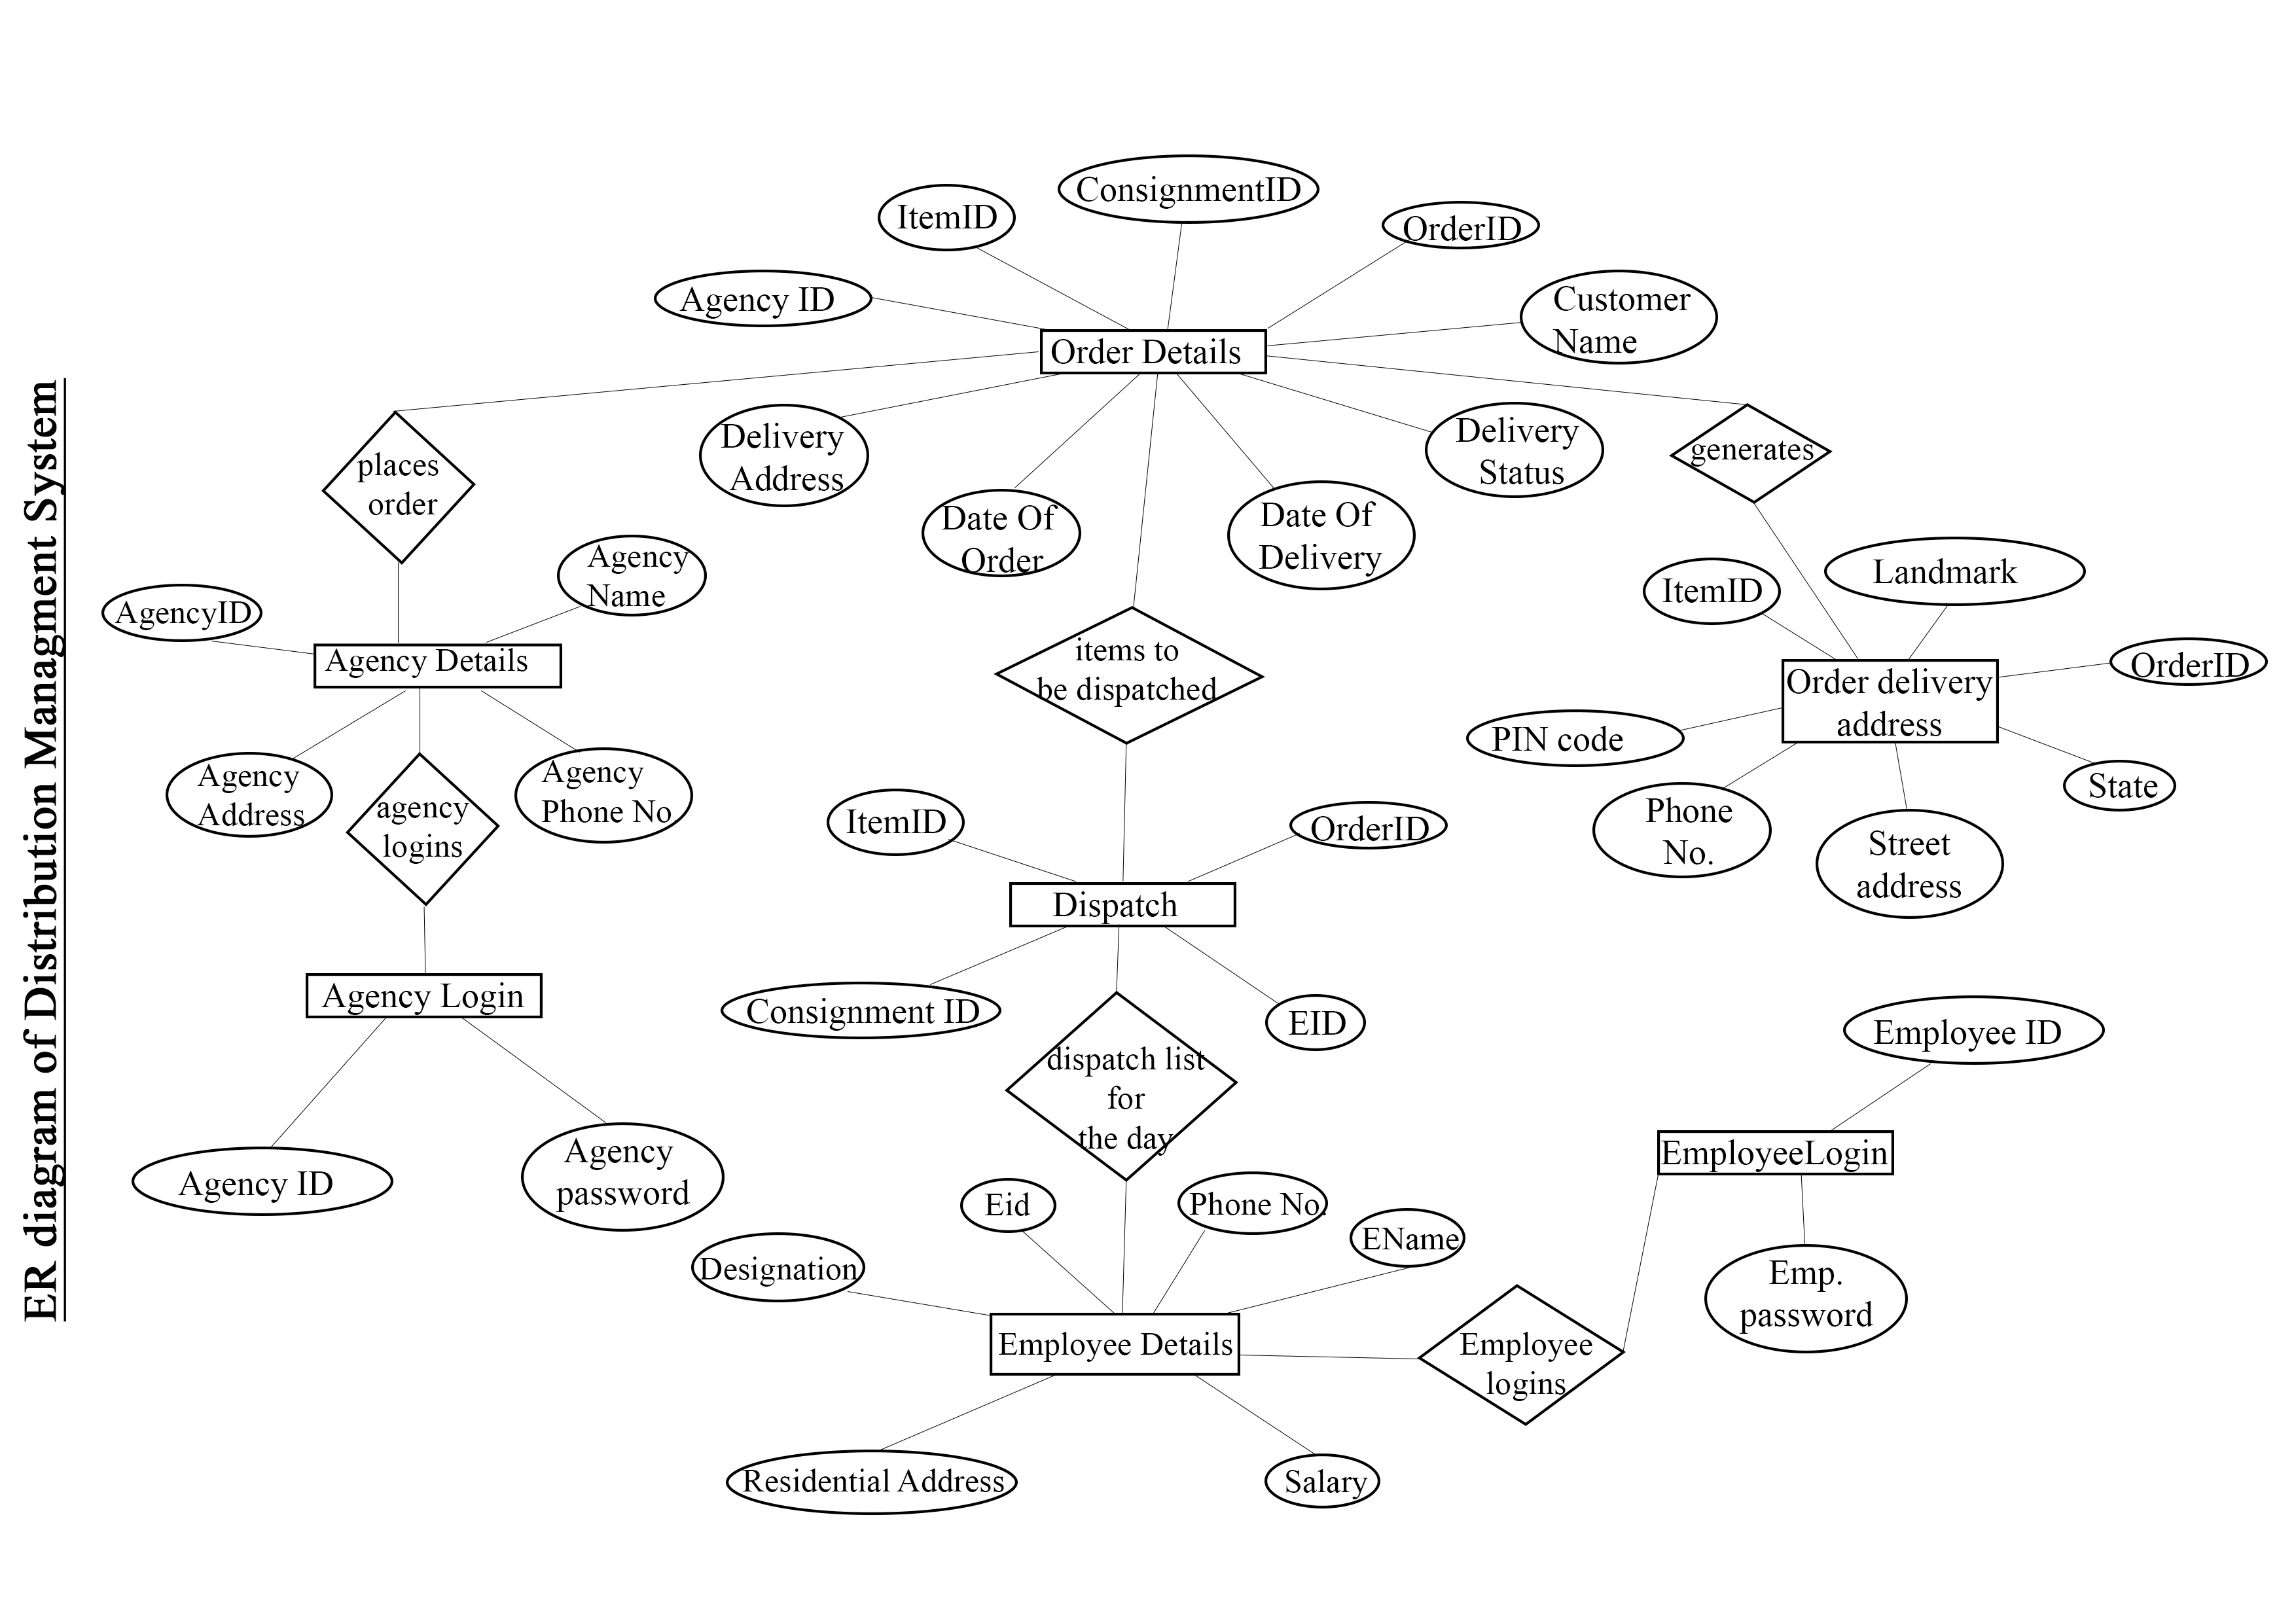 ER diagram of Distribution Managment System
ConsignmentID
ItemID
OrderID
Agency ID
Customer
Name
Order Details
Delivery
Address
Date Of
Order
Date Of
Delivery
Delivery
Status
generates
places
order
Agency
Name
AgencyID
Agency Details
Agency
Address
agency
logins
Agency
Phone No.
Agency Login
Agency ID
Agency
password
items to
be dispatched
ItemID
Landmark
OrderID
Order delivery
address
PIN code
State
Phone
No.
Street
address
ItemID
OrderID
Dispatch
Consignment ID
EID
dispatch list
for
the day
Employee ID
EmployeeLogin
Emp.
password
Eid
Phone No.
EName
Designation
Employee Details
Employee
logins
Residential Address
Salary